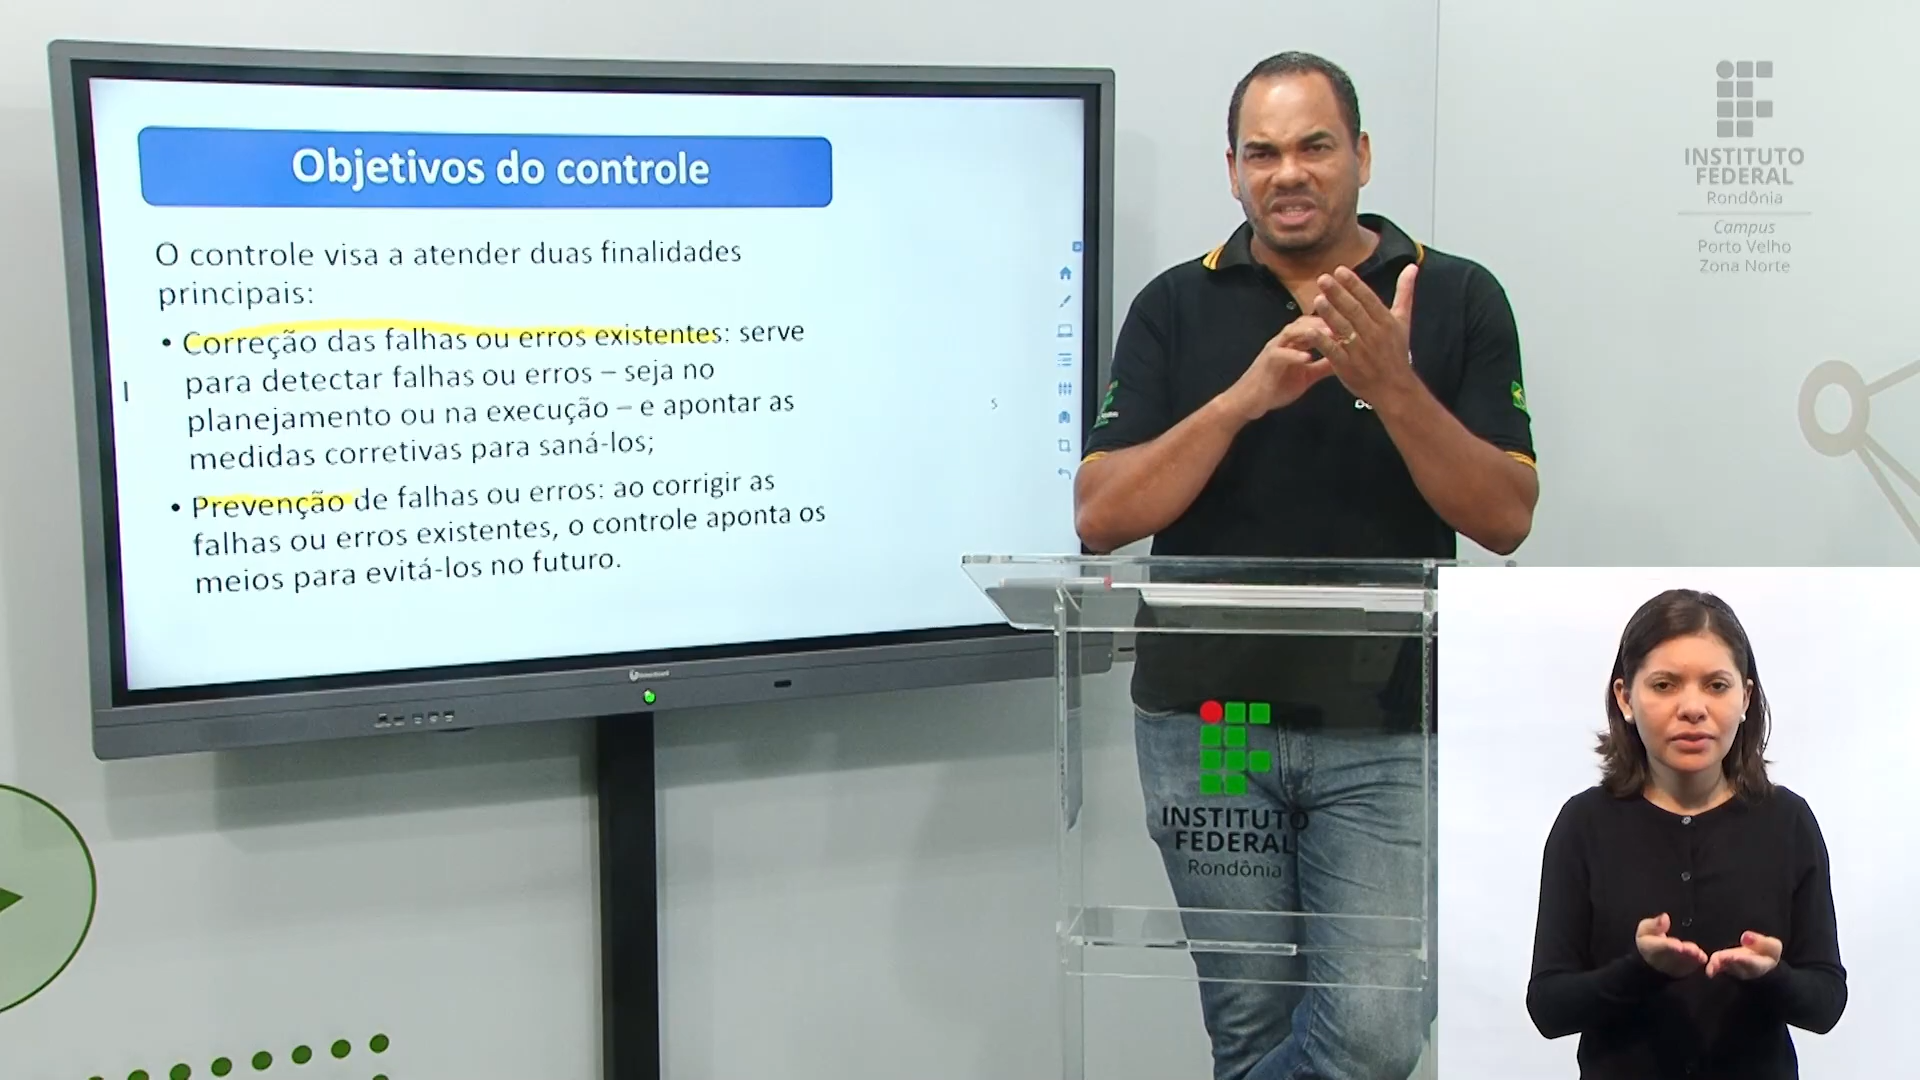 Objetivos do controle
O controle visa a atender duas finalidades
principais:
• Correção das falhas ou erros existentes: serve
para detectar falhas ou erros – seja no
planejamento ou na execução – e apontar as
medidas corretivas para saná-los;
• Prevenção de falhas ou erros: ao corrigir as
falhas ou erros existentes, o controle aponta os
meios para evitá-los no futuro.
INSTITUTO
FEDERAL
Rondônia
Campus
Porto Velho
Zona Norte
INSTITUTO
FEDERAL
Rondônia